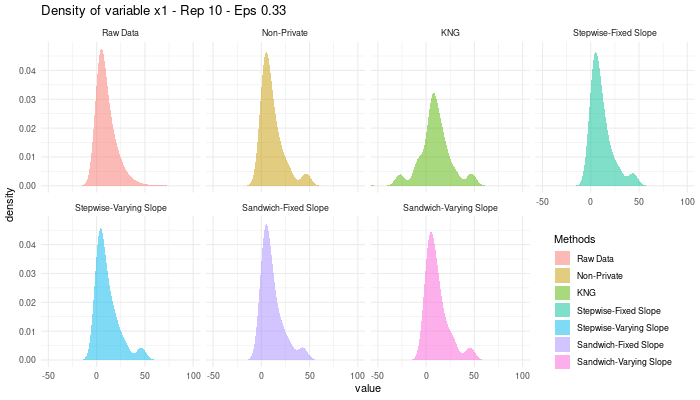 Density of variable x1 - Rep 10 - Eps 0.33
Raw Data
Non-Private
KNG
Stepwise-Fixed Slope
0.04
0.03
0.02
0.01
0.00
-50 0 50 100
density
Stepwise-Varying Slope
Sandwich-Fixed Slope
Sandwich-Varying Slope
0.04
0.03
0.02
0.01
0.00
-50 0 50 100
-50 0 50 100
-50 0 50 100
value
Methods
Raw Data
Non-Private
KNG
Stepwise-Fixed Slope
Stepwise-Varying Slope
Sandwich-Fixed Slope
Sandwich-Varying Slope